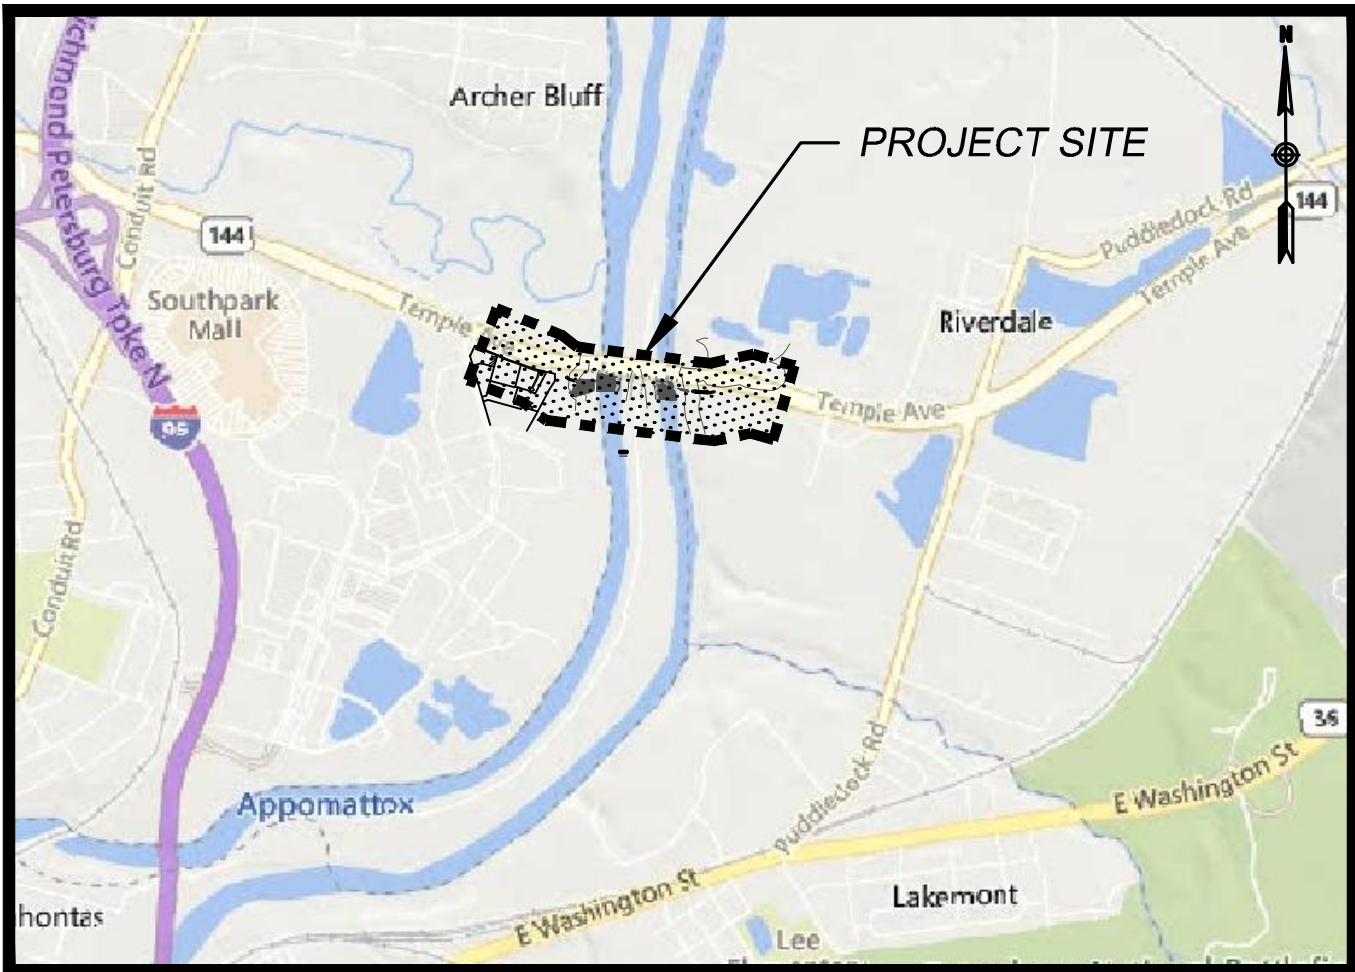 Richmond Petersburg Tpke N
Archer Bluff
N
PROJECT SITE
Conduit Rd
144
144
Puddledock Rd
Temple Ave
Southpark
Mall
Temple Ave
Riverdale
Temple Ave
95
Conduit Rd
36
Puddledock Rd
E Washington St
Appomattox
E Washington St
Lakemont
hontas
Lee